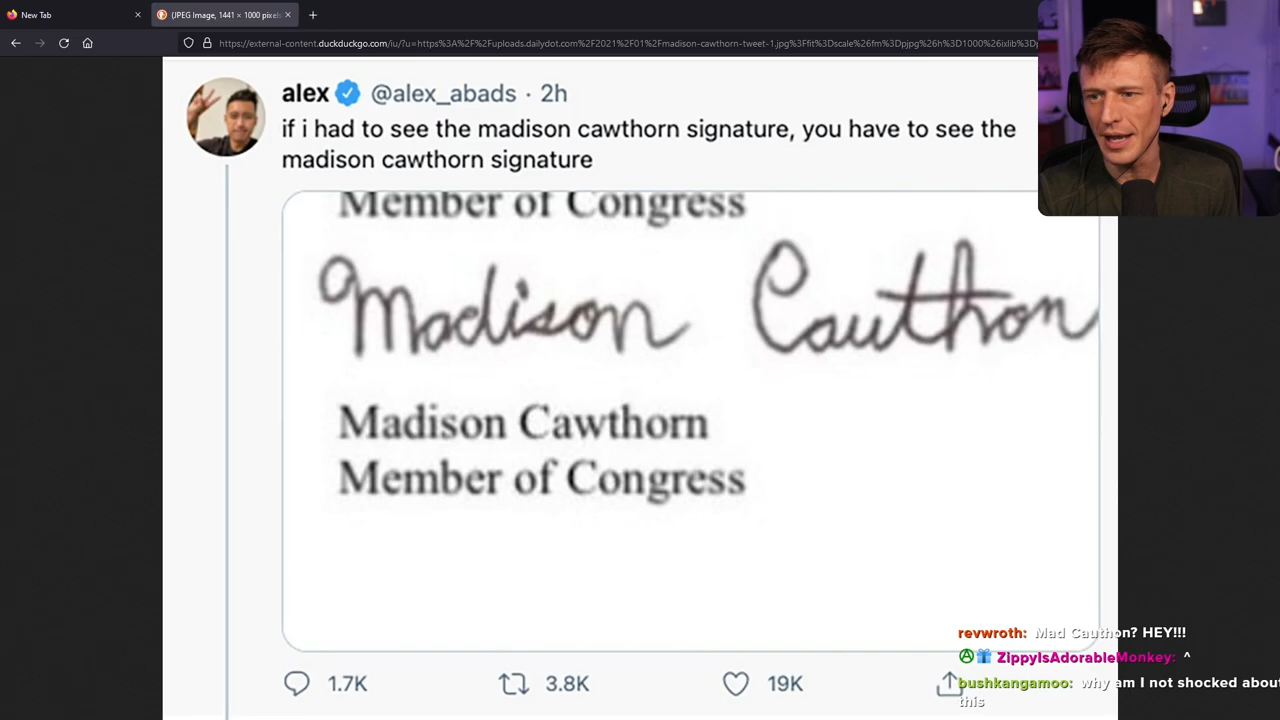 New Tab
(JPEG Image, 1441 × 1000 pixels
https://external-content.duckduckgo.com/iu/?u=https%3A%2F%2Fuploads.dailydot.com%2F2021%2F01%2Fmadison-cawthorn-tweet-1.jpg%3Ffit%3Dscale%26fm%3Dpjpg%26h%3D1000%26ixlib%3Dp
alex @alex_abads · 2h
if i had to see the madison cawthorn signature, you have to see the
madison cawthorn signature
Member of Congress
Madison Cauthon
Madison Cawthorn
Member of Congress
1.7K 3.8K 19K
revwroth: Mad Cauthon? HEY!!!
ZippyIsAdorableMonkey: ^
bushkangamoo: why am I not shocked about
this